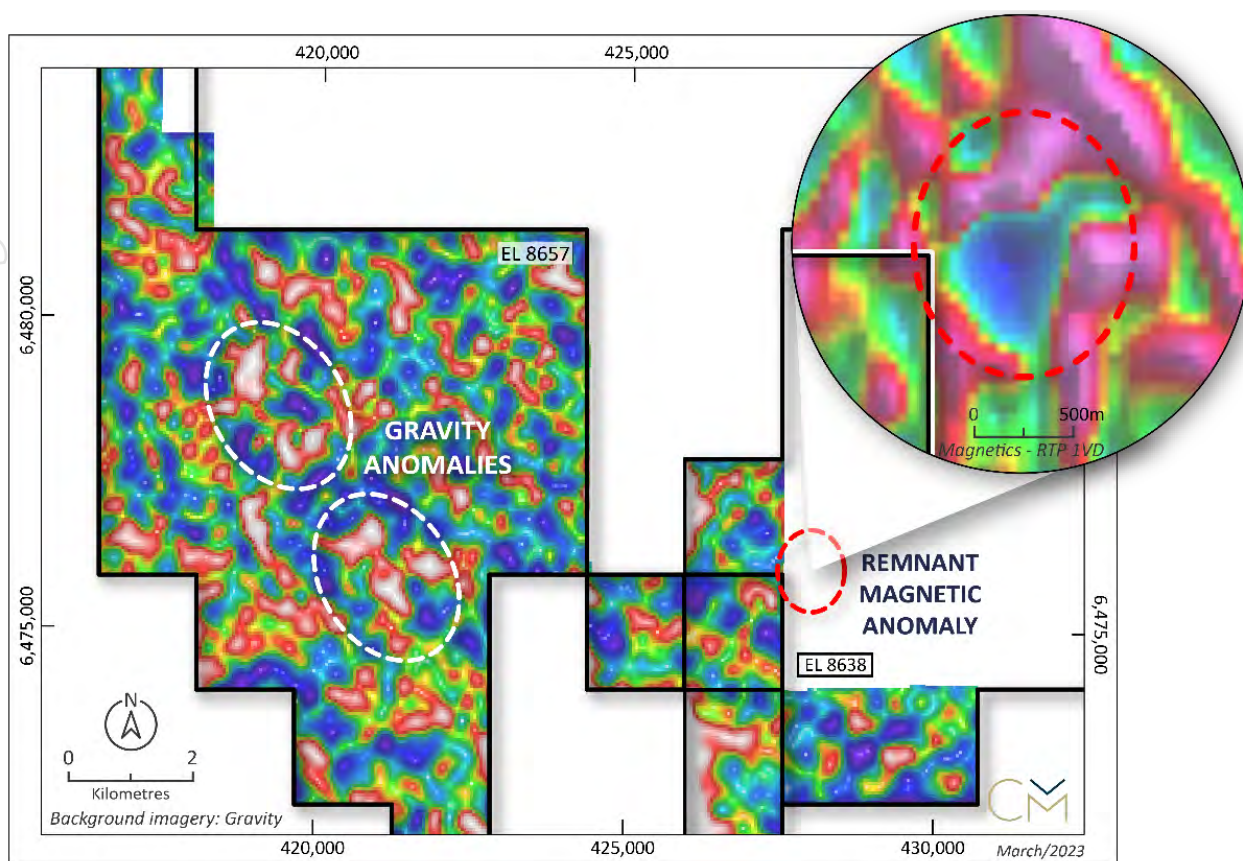 420,000
425,000
EL 8657
6,480,000
GRAVITY
ANOMALIES
0 500m
Magnetics - RTP 1VD
REMNANT
MAGNETIC
ANOMALY
6,475,000
6,475,000
EL 8638
N
0 2
Kilometres
Background imagery: Gravity
CMM
420,000
425,000
430,000
March/2023